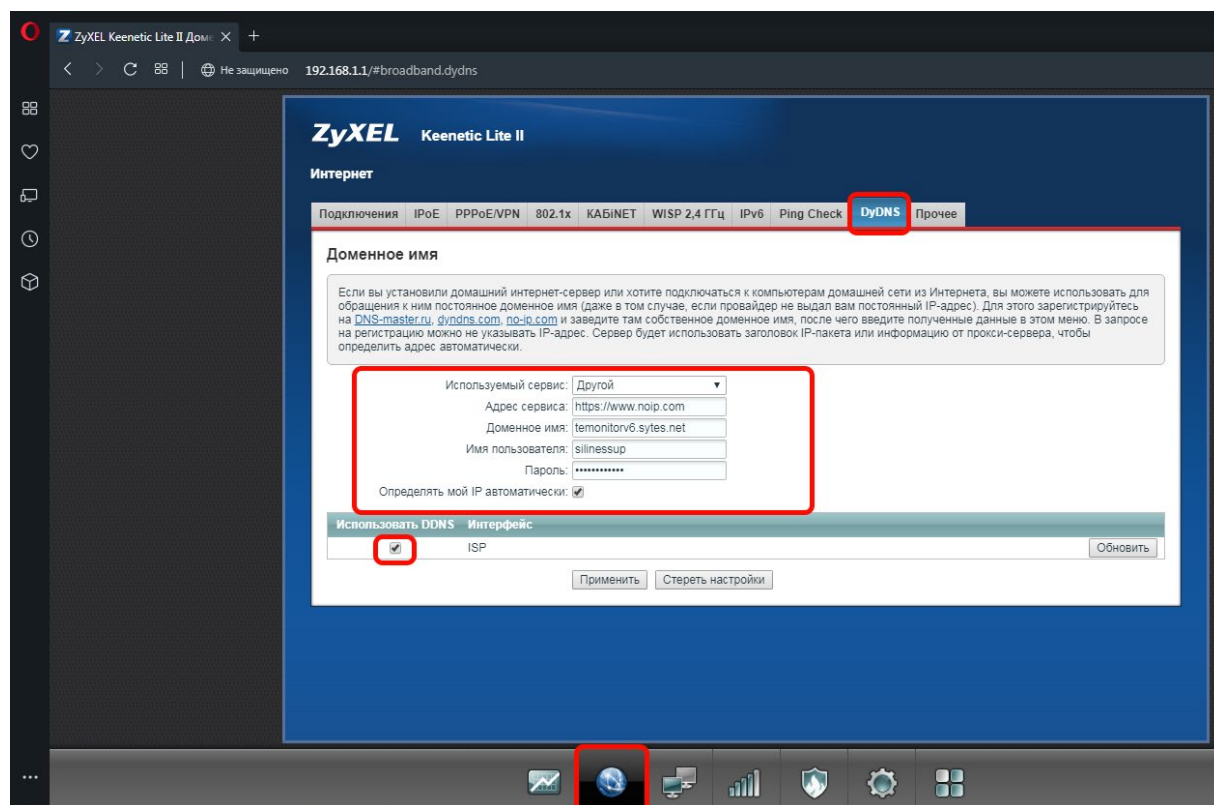 ZyXEL Keenetic Lite II Доме
Не защищено 192.168.1.1/#broadband.dydns
ZyXEL Keenetic Lite II
Интернет
Подключения IPoE PPPoE/VPN 802.1x КАБiNET WISP 2,4 ГГц IPv6 Ping Check DyDNS Прочее
Доменное имя
Если вы установили домашний интернет-сервер или хотите подключаться к компьютерам домашней сети из Интернета, вы можете использовать для
обращения к ним постоянное доменное имя (даже в том случае, если провайдер не выдал вам постоянный IP-адрес). Для этого зарегистрируйтесь
на DNS-master.ru, dyndns.com, no-ip.com и заведите там собственное доменное имя, после чего введите полученные данные в этом меню. В запросе
на регистрацию можно не указывать IP-адрес. Сервер будет использовать заголовок IP-пакета или информацию от прокси-сервера, чтобы
определить адрес автоматически.
Используемый сервис: Другой
Адрес сервиса: https://www.noip.com
Доменное имя: temonitorv6.sytes.net
Имя пользователя: silinessup
Пароль: ••••••••••••
Определять мой IP автоматически:
Использовать DDNS Интерфейс
ISP Обновить
Применить Стереть настройки